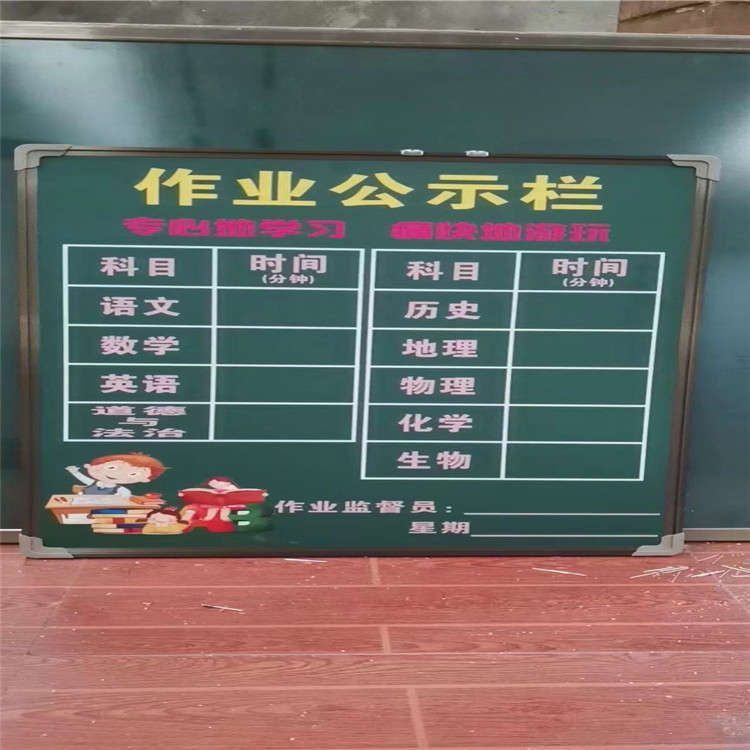 作业公示栏
专心地学习 痛快地游玩
科目 时间(分钟)
语文
数学
英语
道德与法治
科目 时间(分钟)
历史
地理
物理
化学
生物
作业监督员:
星期